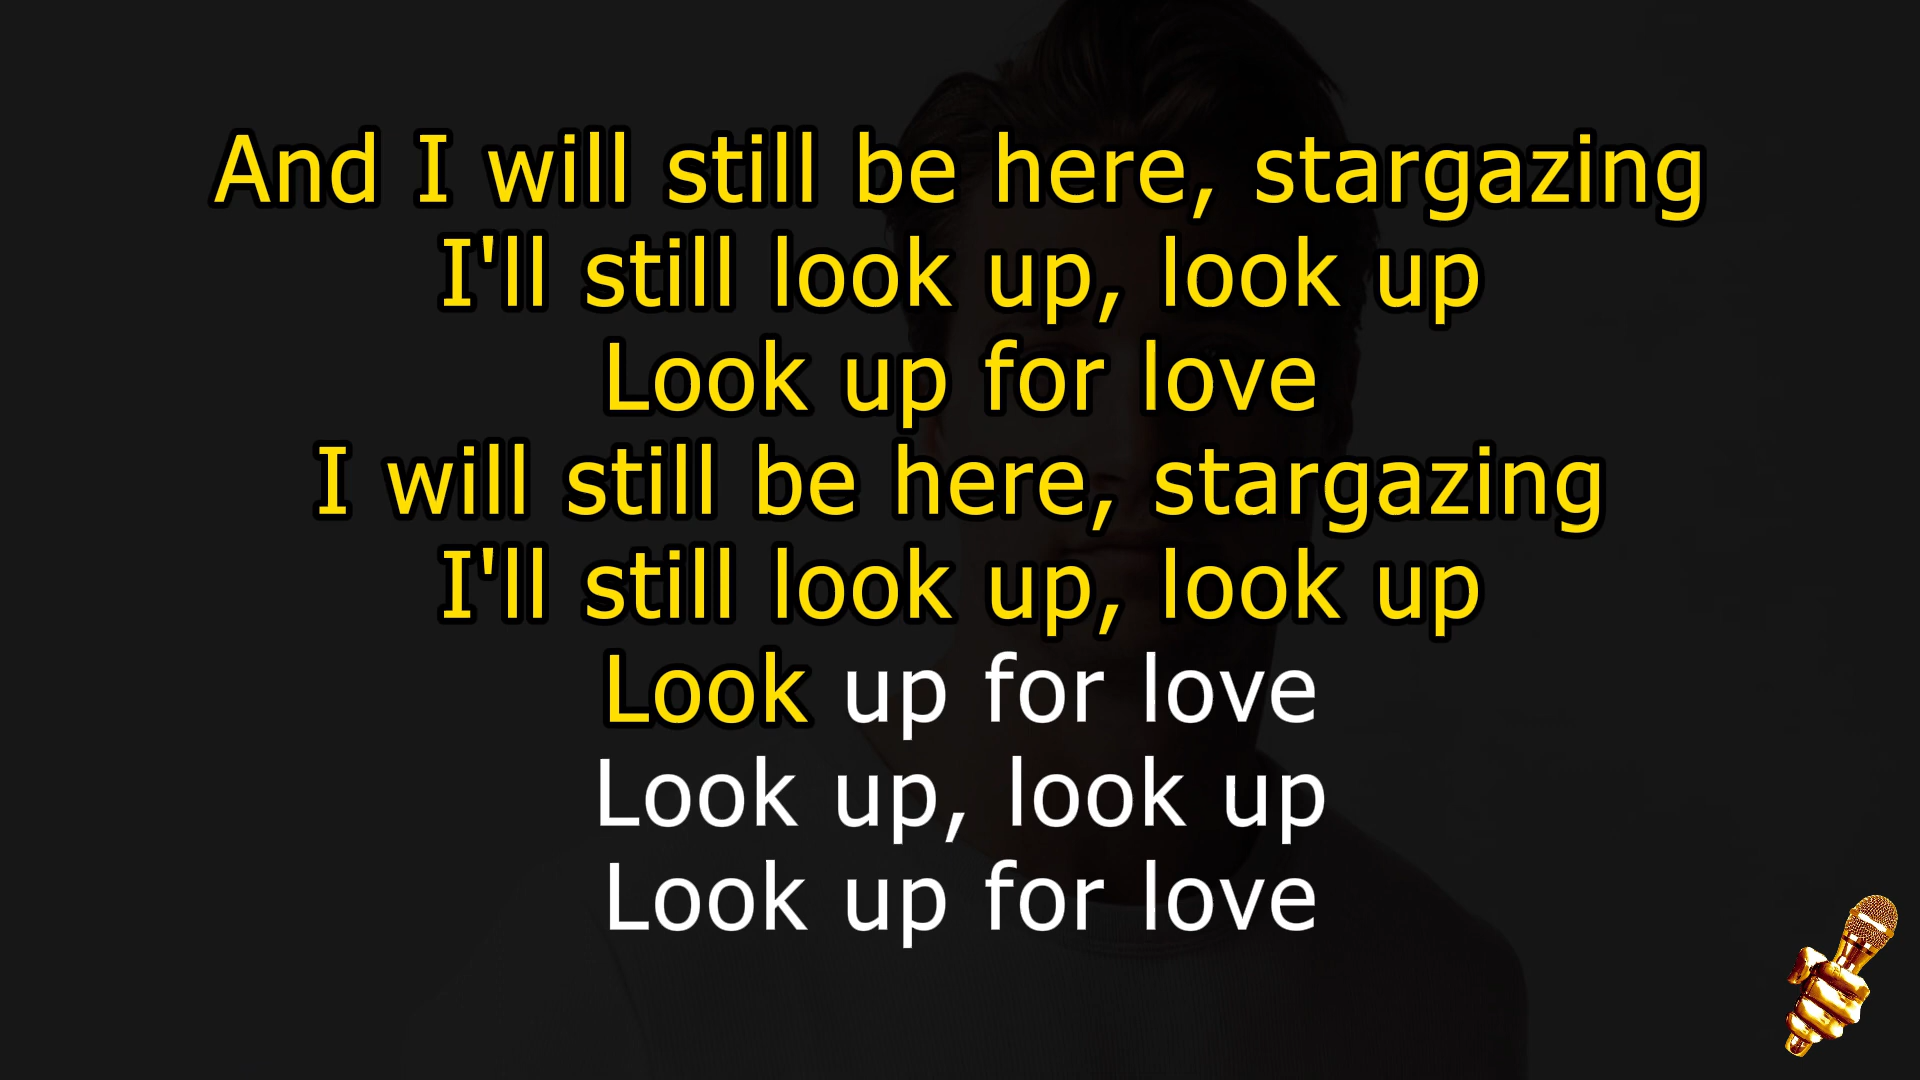 And I will still be here, stargazing
I'll still look up, look up
Look up for love
I will still be here, stargazing
I'll still look up, look up
Look up for love
Look up, look up
Look up for love